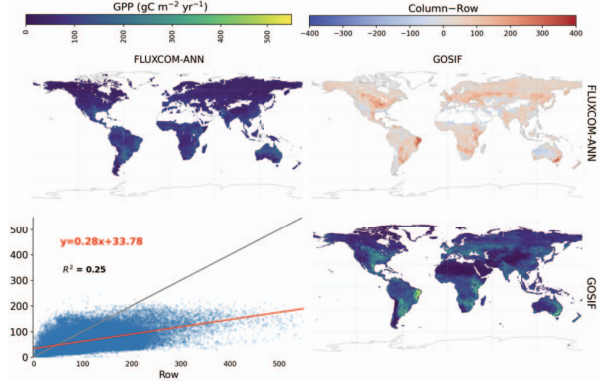 GPP (gC m⁻² yr⁻¹)
0 100 200 300 400 500
Column−Row
−400 −300 −200 −100 0 100 200 300 400
FLUXCOM-ANN
GOSIF
FLUXCOM-ANN
500
400
300
200
100
0
y=0.28x+33.78
R² = 0.25
0 100 200 300 400 500
Row
GOSIF